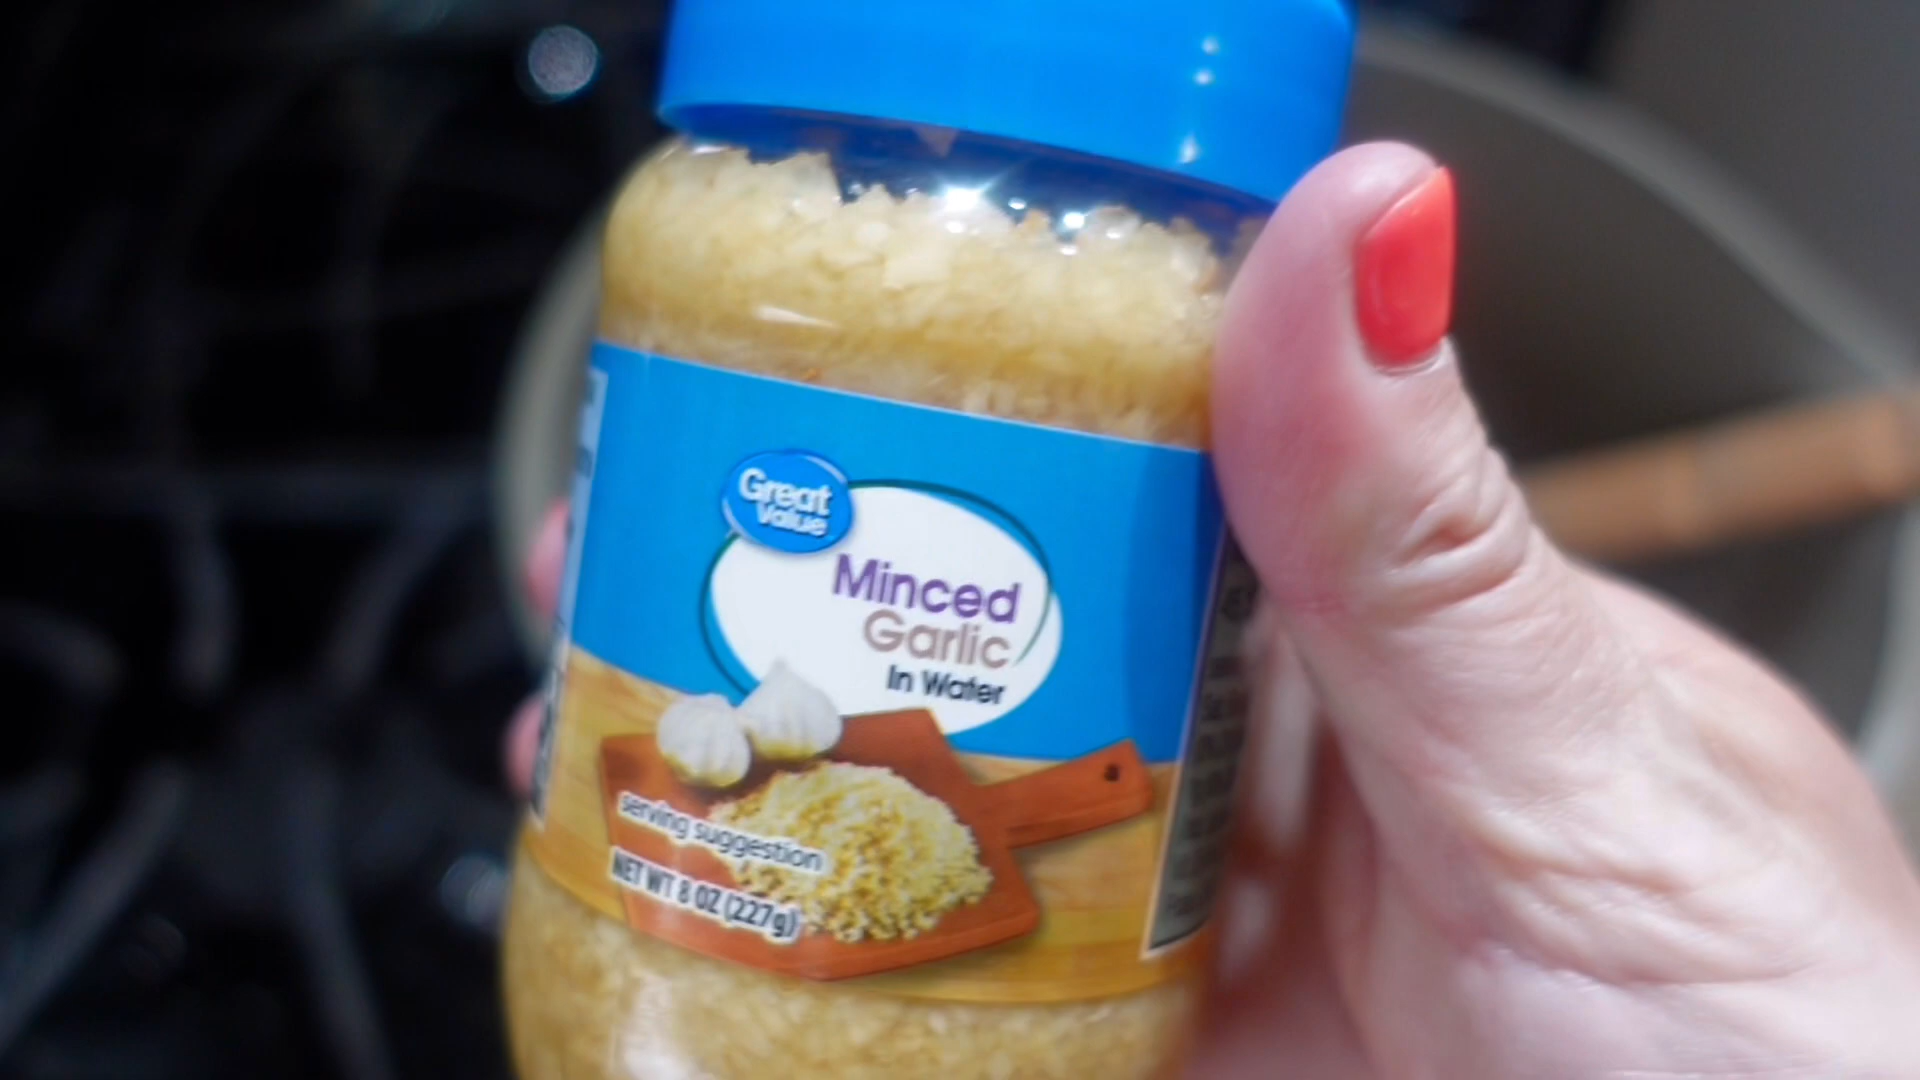 Great
Value
Minced
Garlic
In Water
serving suggestion
NET WT 8 OZ (227g)